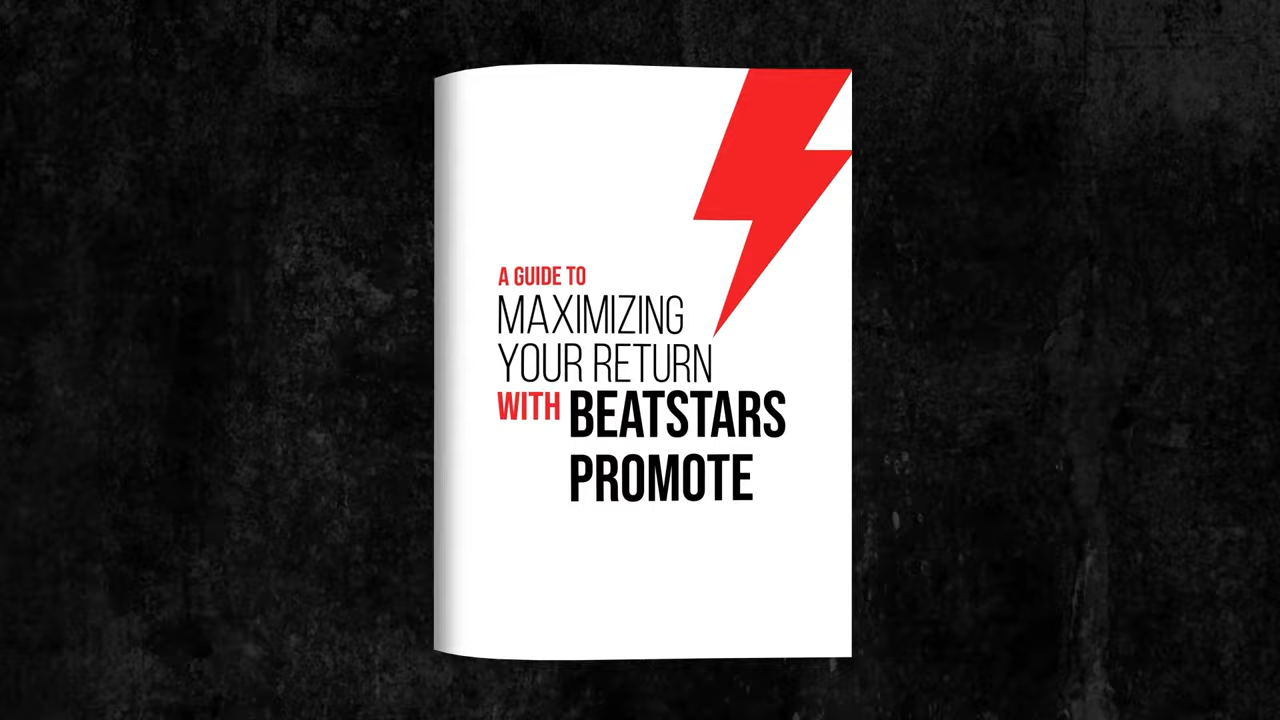 A GUIDE TO
MAXIMIZING
YOUR RETURN
WITH BEATSTARS
PROMOTE